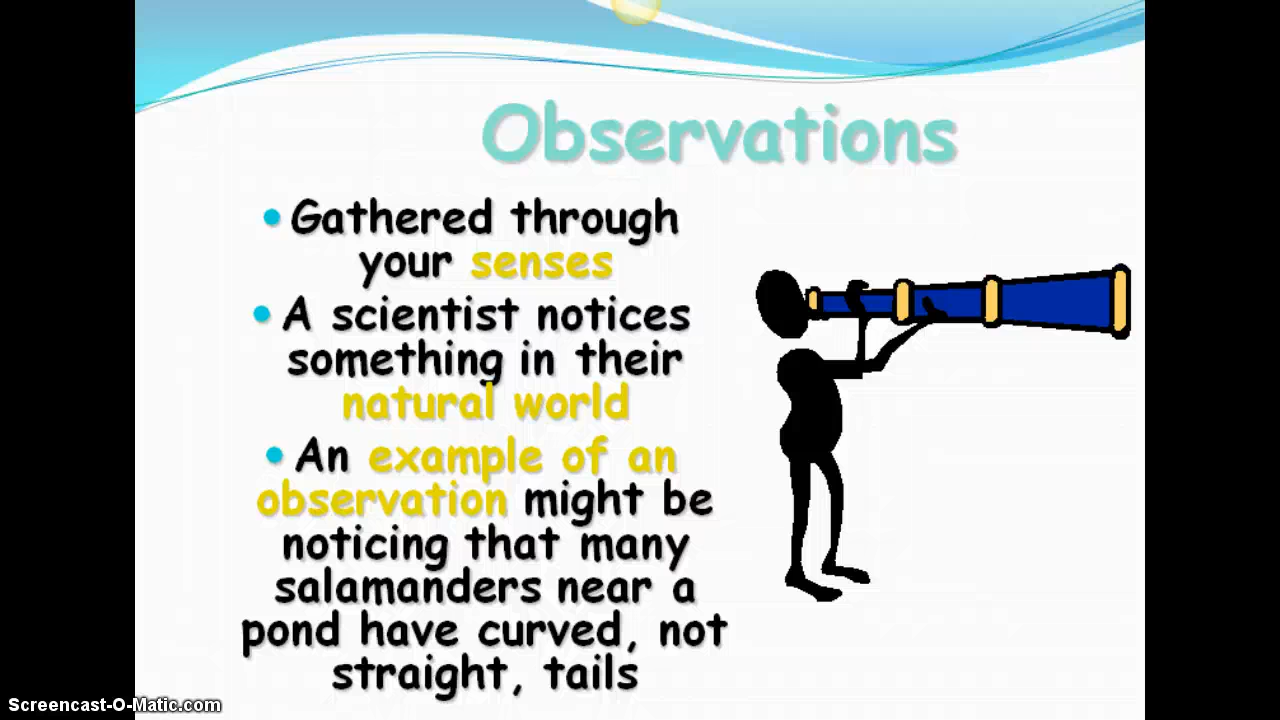 Observations
• Gathered through
your senses
• A scientist notices
something in their
natural world
• An example of an
observation might be
noticing that many
salamanders near a
pond have curved, not
straight, tails
Screencast-O-Matic.com